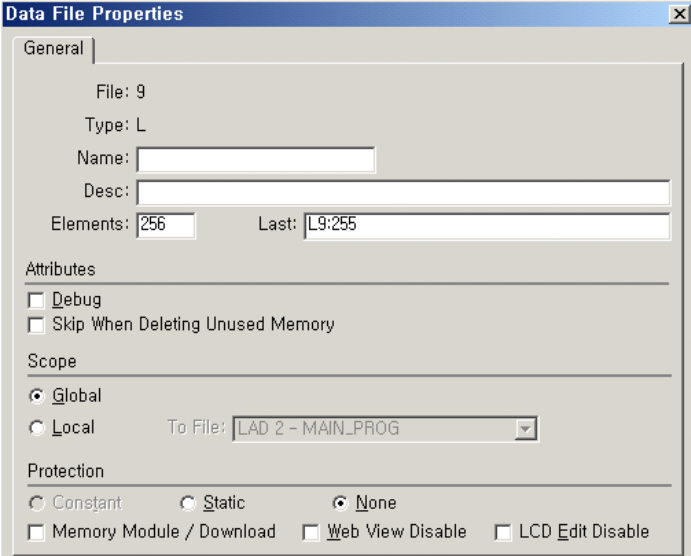 Data File Properties
General
File: 9
Type: L
Name:
Desc:
Elements: 256 Last: L9:255
Attributes
Debug
Skip When Deleting Unused Memory
Scope
Global
Local To File: LAD 2 - MAIN_PROG
Protection
Constant Static None
Memory Module / Download Web View Disable LCD Edit Disable